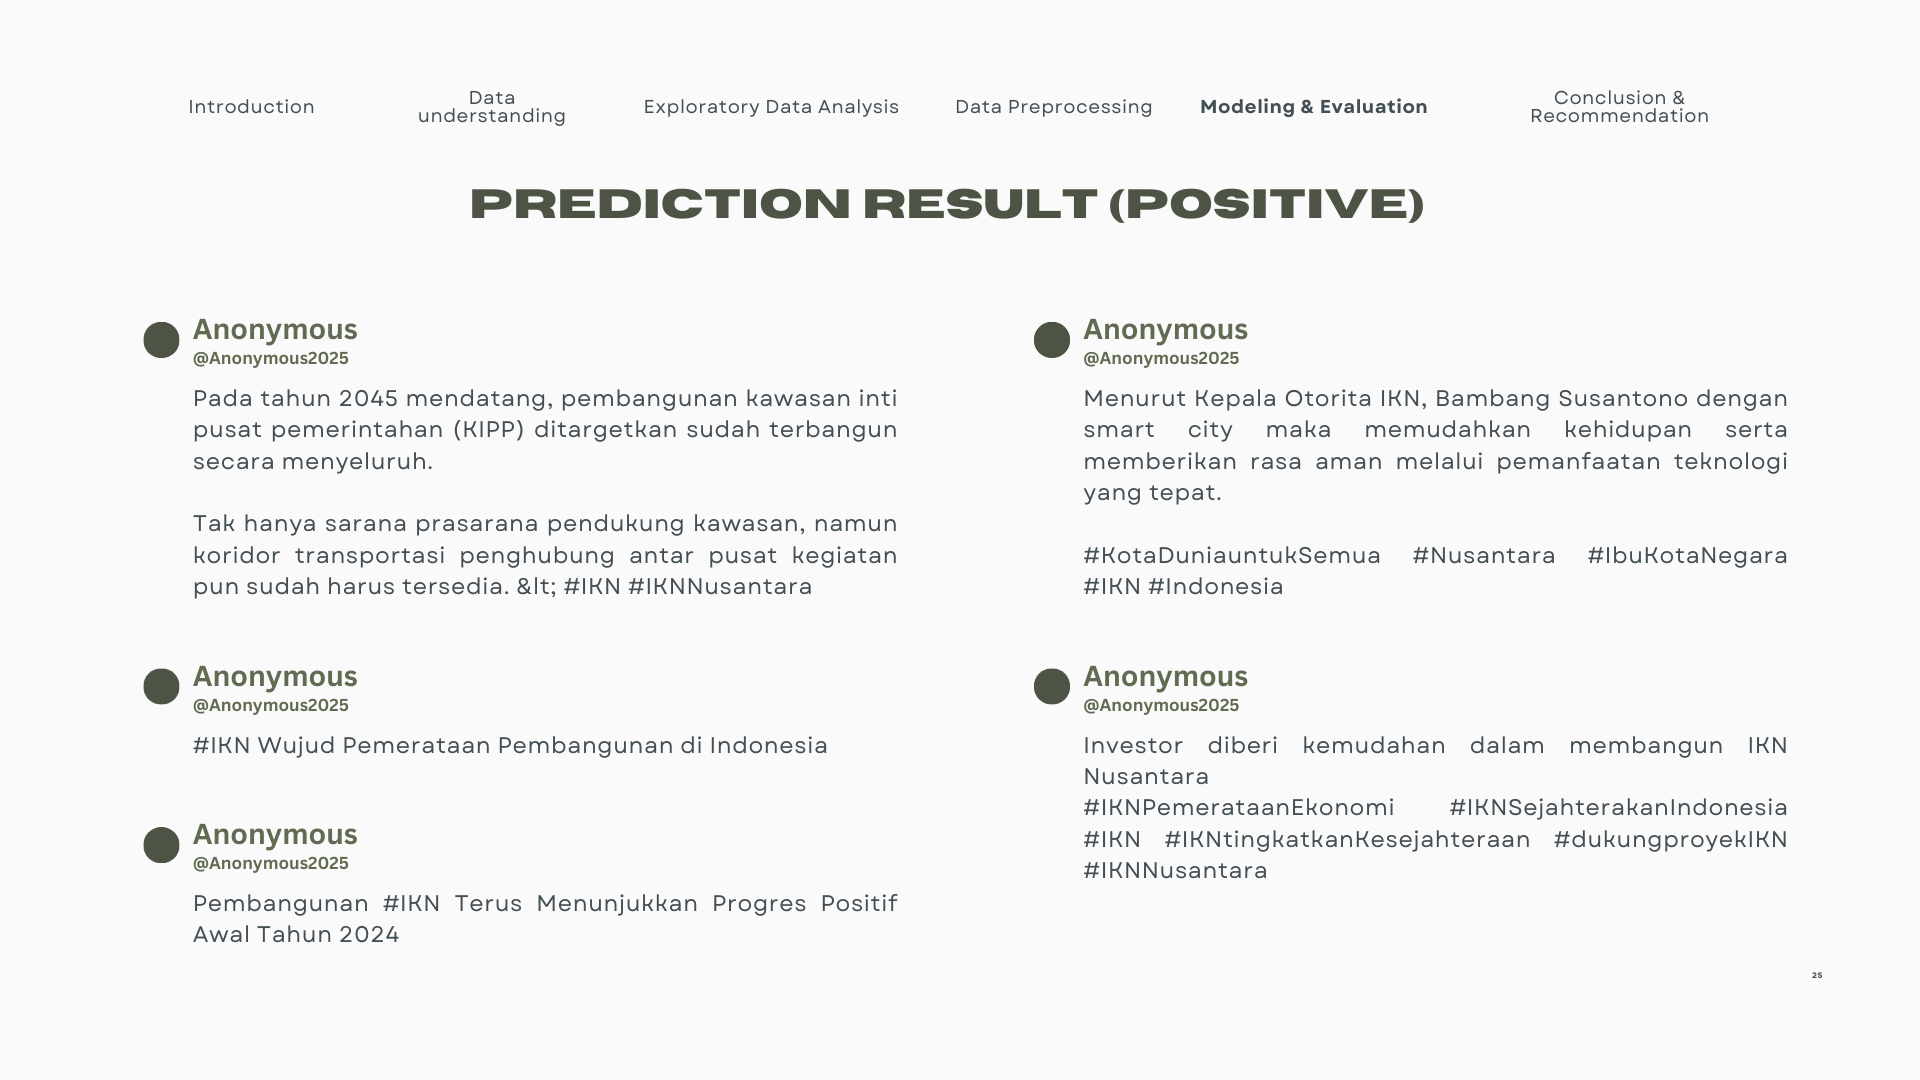 Introduction
Data
understanding
Exploratory Data Analysis
Data Preprocessing
Modeling & Evaluation
Conclusion &
Recommendation
PREDICTION RESULT (POSITIVE)
Anonymous
@Anonymous2025
Pada tahun 2045 mendatang, pembangunan kawasan inti
pusat pemerintahan (KIPP) ditargetkan sudah terbangun
secara menyeluruh.
Tak hanya sarana prasarana pendukung kawasan, namun
koridor transportasi penghubung antar pusat kegiatan
pun sudah harus tersedia. &lt; #IKN #IKNNusantara
Anonymous
@Anonymous2025
#IKN Wujud Pemerataan Pembangunan di Indonesia
Anonymous
@Anonymous2025
Pembangunan #IKN Terus Menunjukkan Progres Positif
Awal Tahun 2024
Anonymous
@Anonymous2025
Menurut Kepala Otorita IKN, Bambang Susantono dengan
smart city maka memudahkan kehidupan serta
memberikan rasa aman melalui pemanfaatan teknologi
yang tepat.
#KotaDuniauntukSemua #Nusantara #IbuKotaNegara
#IKN #Indonesia
Anonymous
@Anonymous2025
Investor diberi kemudahan dalam membangun IKN
Nusantara
#IKNPemerataanEkonomi #IKNSejahterakanIndonesia
#IKN #IKNtingkatkanKesejahteraan #dukungproyekIKN
#IKNNusantara
25